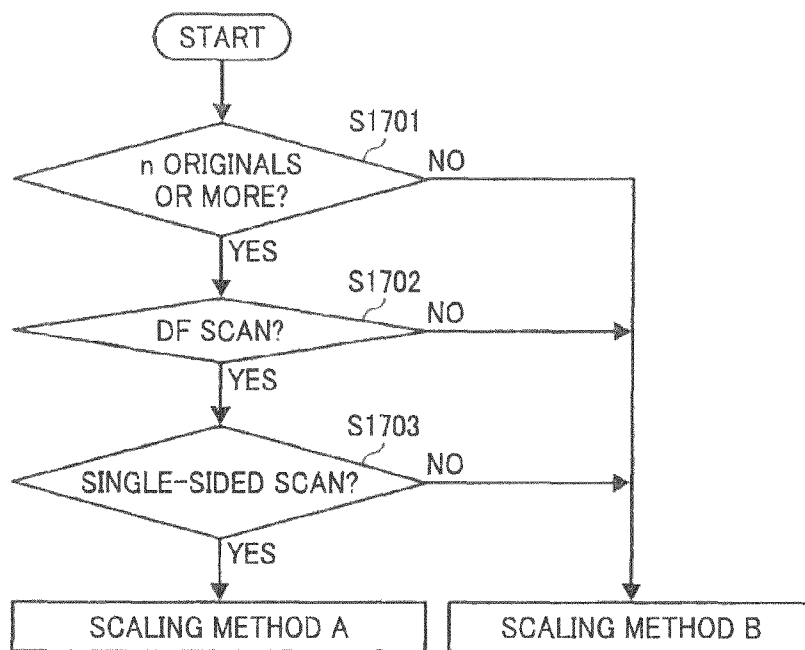 START
S1701
n ORIGINALS
OR MORE?
NO
YES
S1702
DF SCAN?
NO
YES
S1703
SINGLE-SIDED SCAN?
NO
YES
SCALING METHOD A
SCALING METHOD B